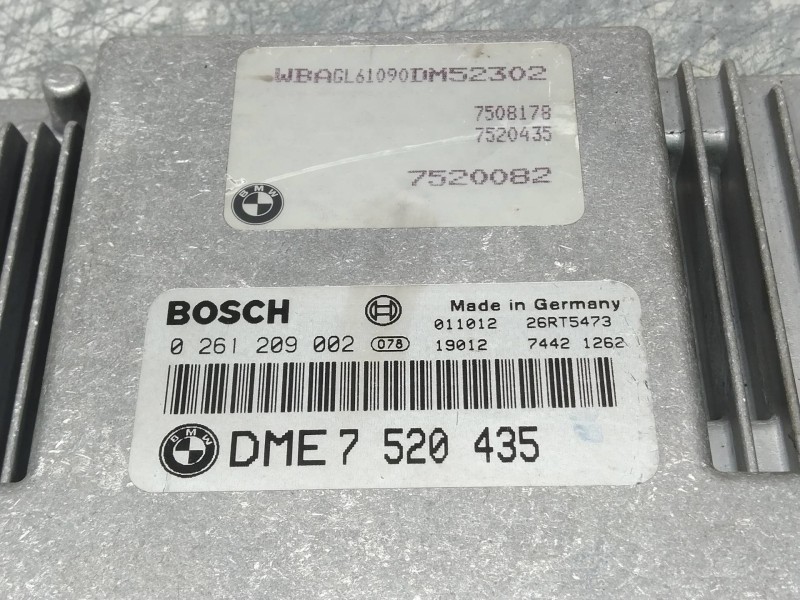 WBAGL61090DM52302
7508178
7520435
7520082
BMW
BOSCH Made in Germany
011012 26RT5473
0 261 209 002 078 19012 7442 1262
BMW DME 7 520 435